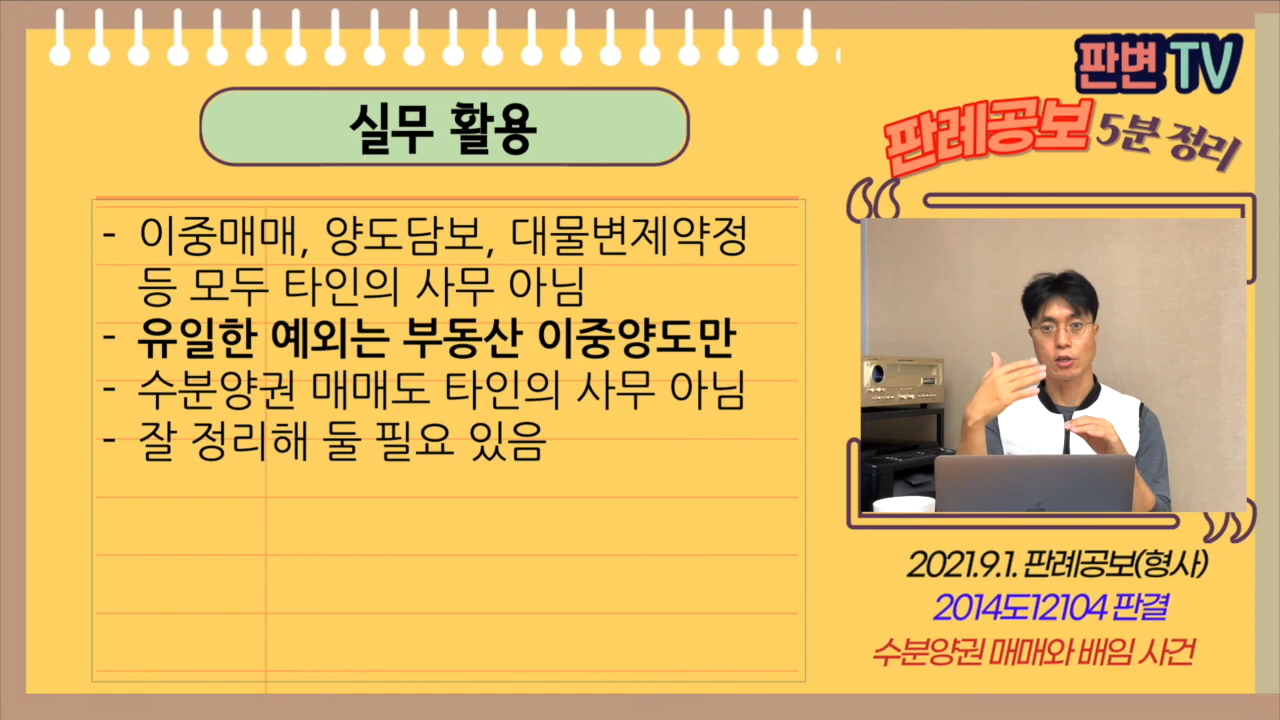 실무 활용
- 이중매매, 양도담보, 대물변제약정
등 모두 타인의 사무 아님
- 유일한 예외는 부동산 이중양도만
- 수분양권 매매도 타인의 사무 아님
- 잘 정리해 둘 필요 있음
판변 TV
판례공보 5분 정리
2021.9.1. 판례공보(형사)
2014도12104 판결
수분양권 매매와 배임 사건